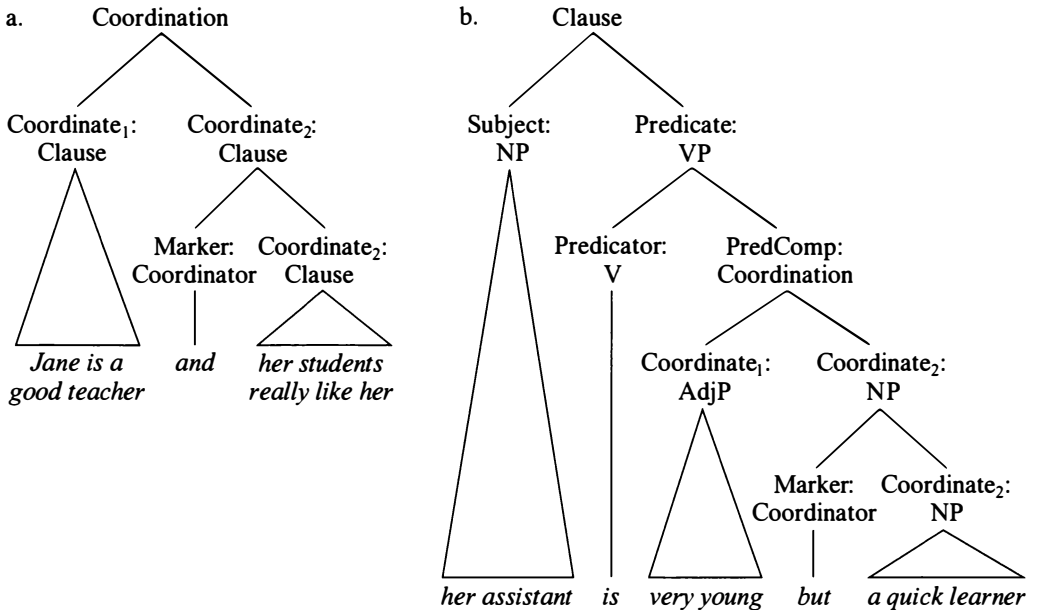 a.
Coordination
Coordinate₁:
Clause
Coordinate₂:
Clause
Marker:
Coordinator
Coordinate₂:
Clause
Jane is a
good teacher
and
her students
really like her
b.
Clause
Subject:
NP
Predicate:
VP
Predicator:
V
PredComp:
Coordination
Coordinate₁:
AdjP
Coordinate₂:
NP
Marker:
Coordinator
Coordinate₂:
NP
her assistant is very young but a quick learner